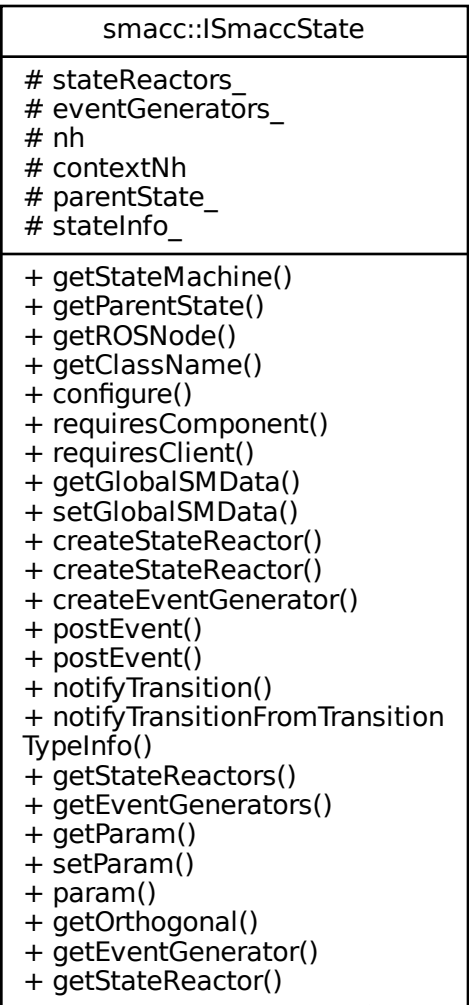 smacc::ISmaccState
# stateReactors_
# eventGenerators_
# nh
# contextNh
# parentState_
# stateInfo_
+ getStateMachine()
+ getParentState()
+ getROSNode()
+ getClassName()
+ configure()
+ requiresComponent()
+ requiresClient()
+ getGlobalSMData()
+ setGlobalSMData()
+ createStateReactor()
+ createStateReactor()
+ createEventGenerator()
+ postEvent()
+ postEvent()
+ notifyTransition()
+ notifyTransitionFromTransition
TypeInfo()
+ getStateReactors()
+ getEventGenerators()
+ getParam()
+ setParam()
+ param()
+ getOrthogonal()
+ getEventGenerator()
+ getStateReactor()